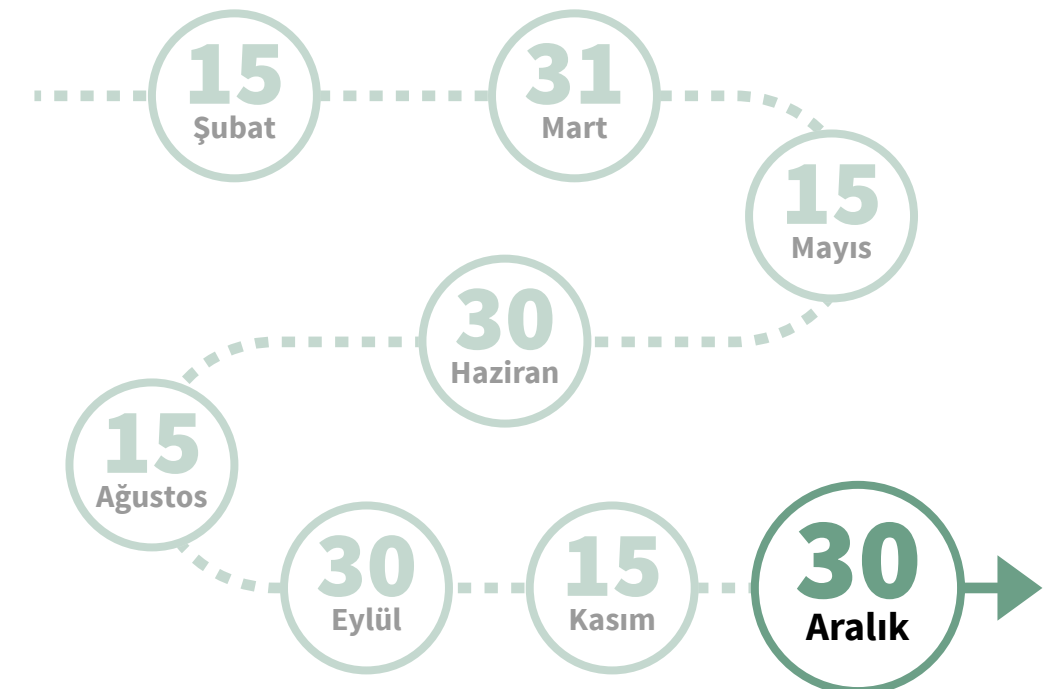 15
Şubat
31
Mart
15
Mayıs
30
Haziran
15
Ağustos
30
Eylül
15
Kasım
30
Aralık